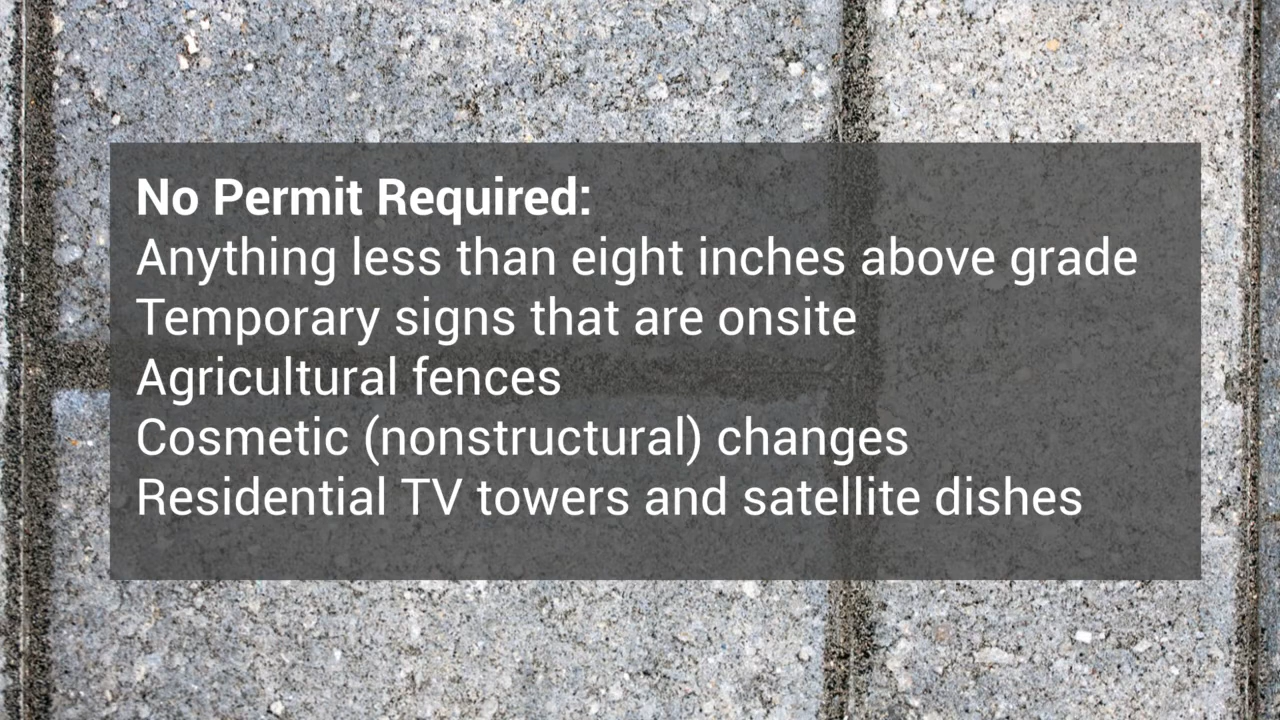 No Permit Required:
Anything less than eight inches above grade
Temporary signs that are onsite
Agricultural fences
Cosmetic (nonstructural) changes
Residential TV towers and satellite dishes